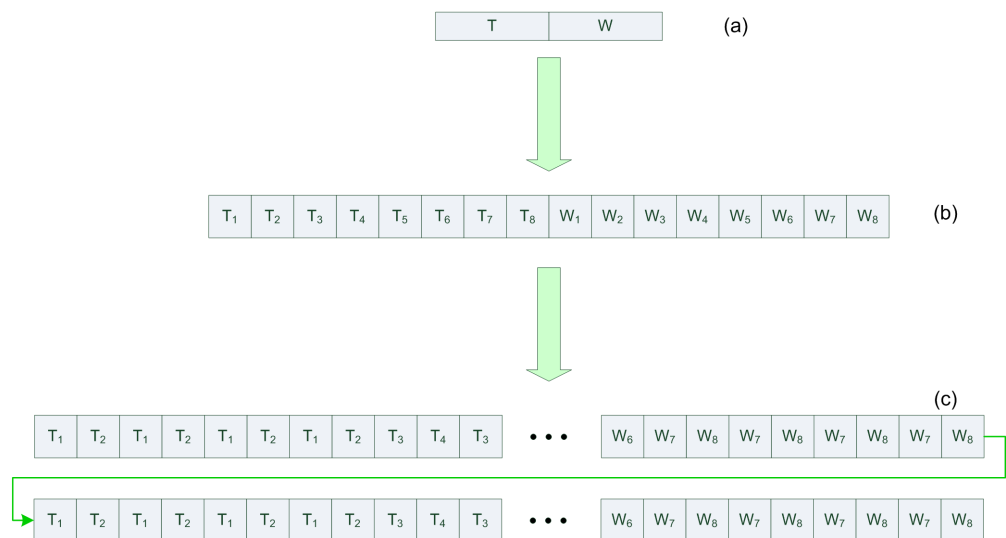 T W (a)
T₁ T₂ T₃ T₄ T₅ T₆ T₇ T₈ W₁ W₂ W₃ W₄ W₅ W₆ W₇ W₈ (b)
(c)
T₁ T₂ T₁ T₂ T₁ T₂ T₁ T₂ T₃ T₄ T₃ ••• W₆ W₇ W₈ W₇ W₈ W₇ W₈ W₇ W₈
T₁ T₂ T₁ T₂ T₁ T₂ T₁ T₂ T₃ T₄ T₃ ••• W₆ W₇ W₈ W₇ W₈ W₇ W₈ W₇ W₈